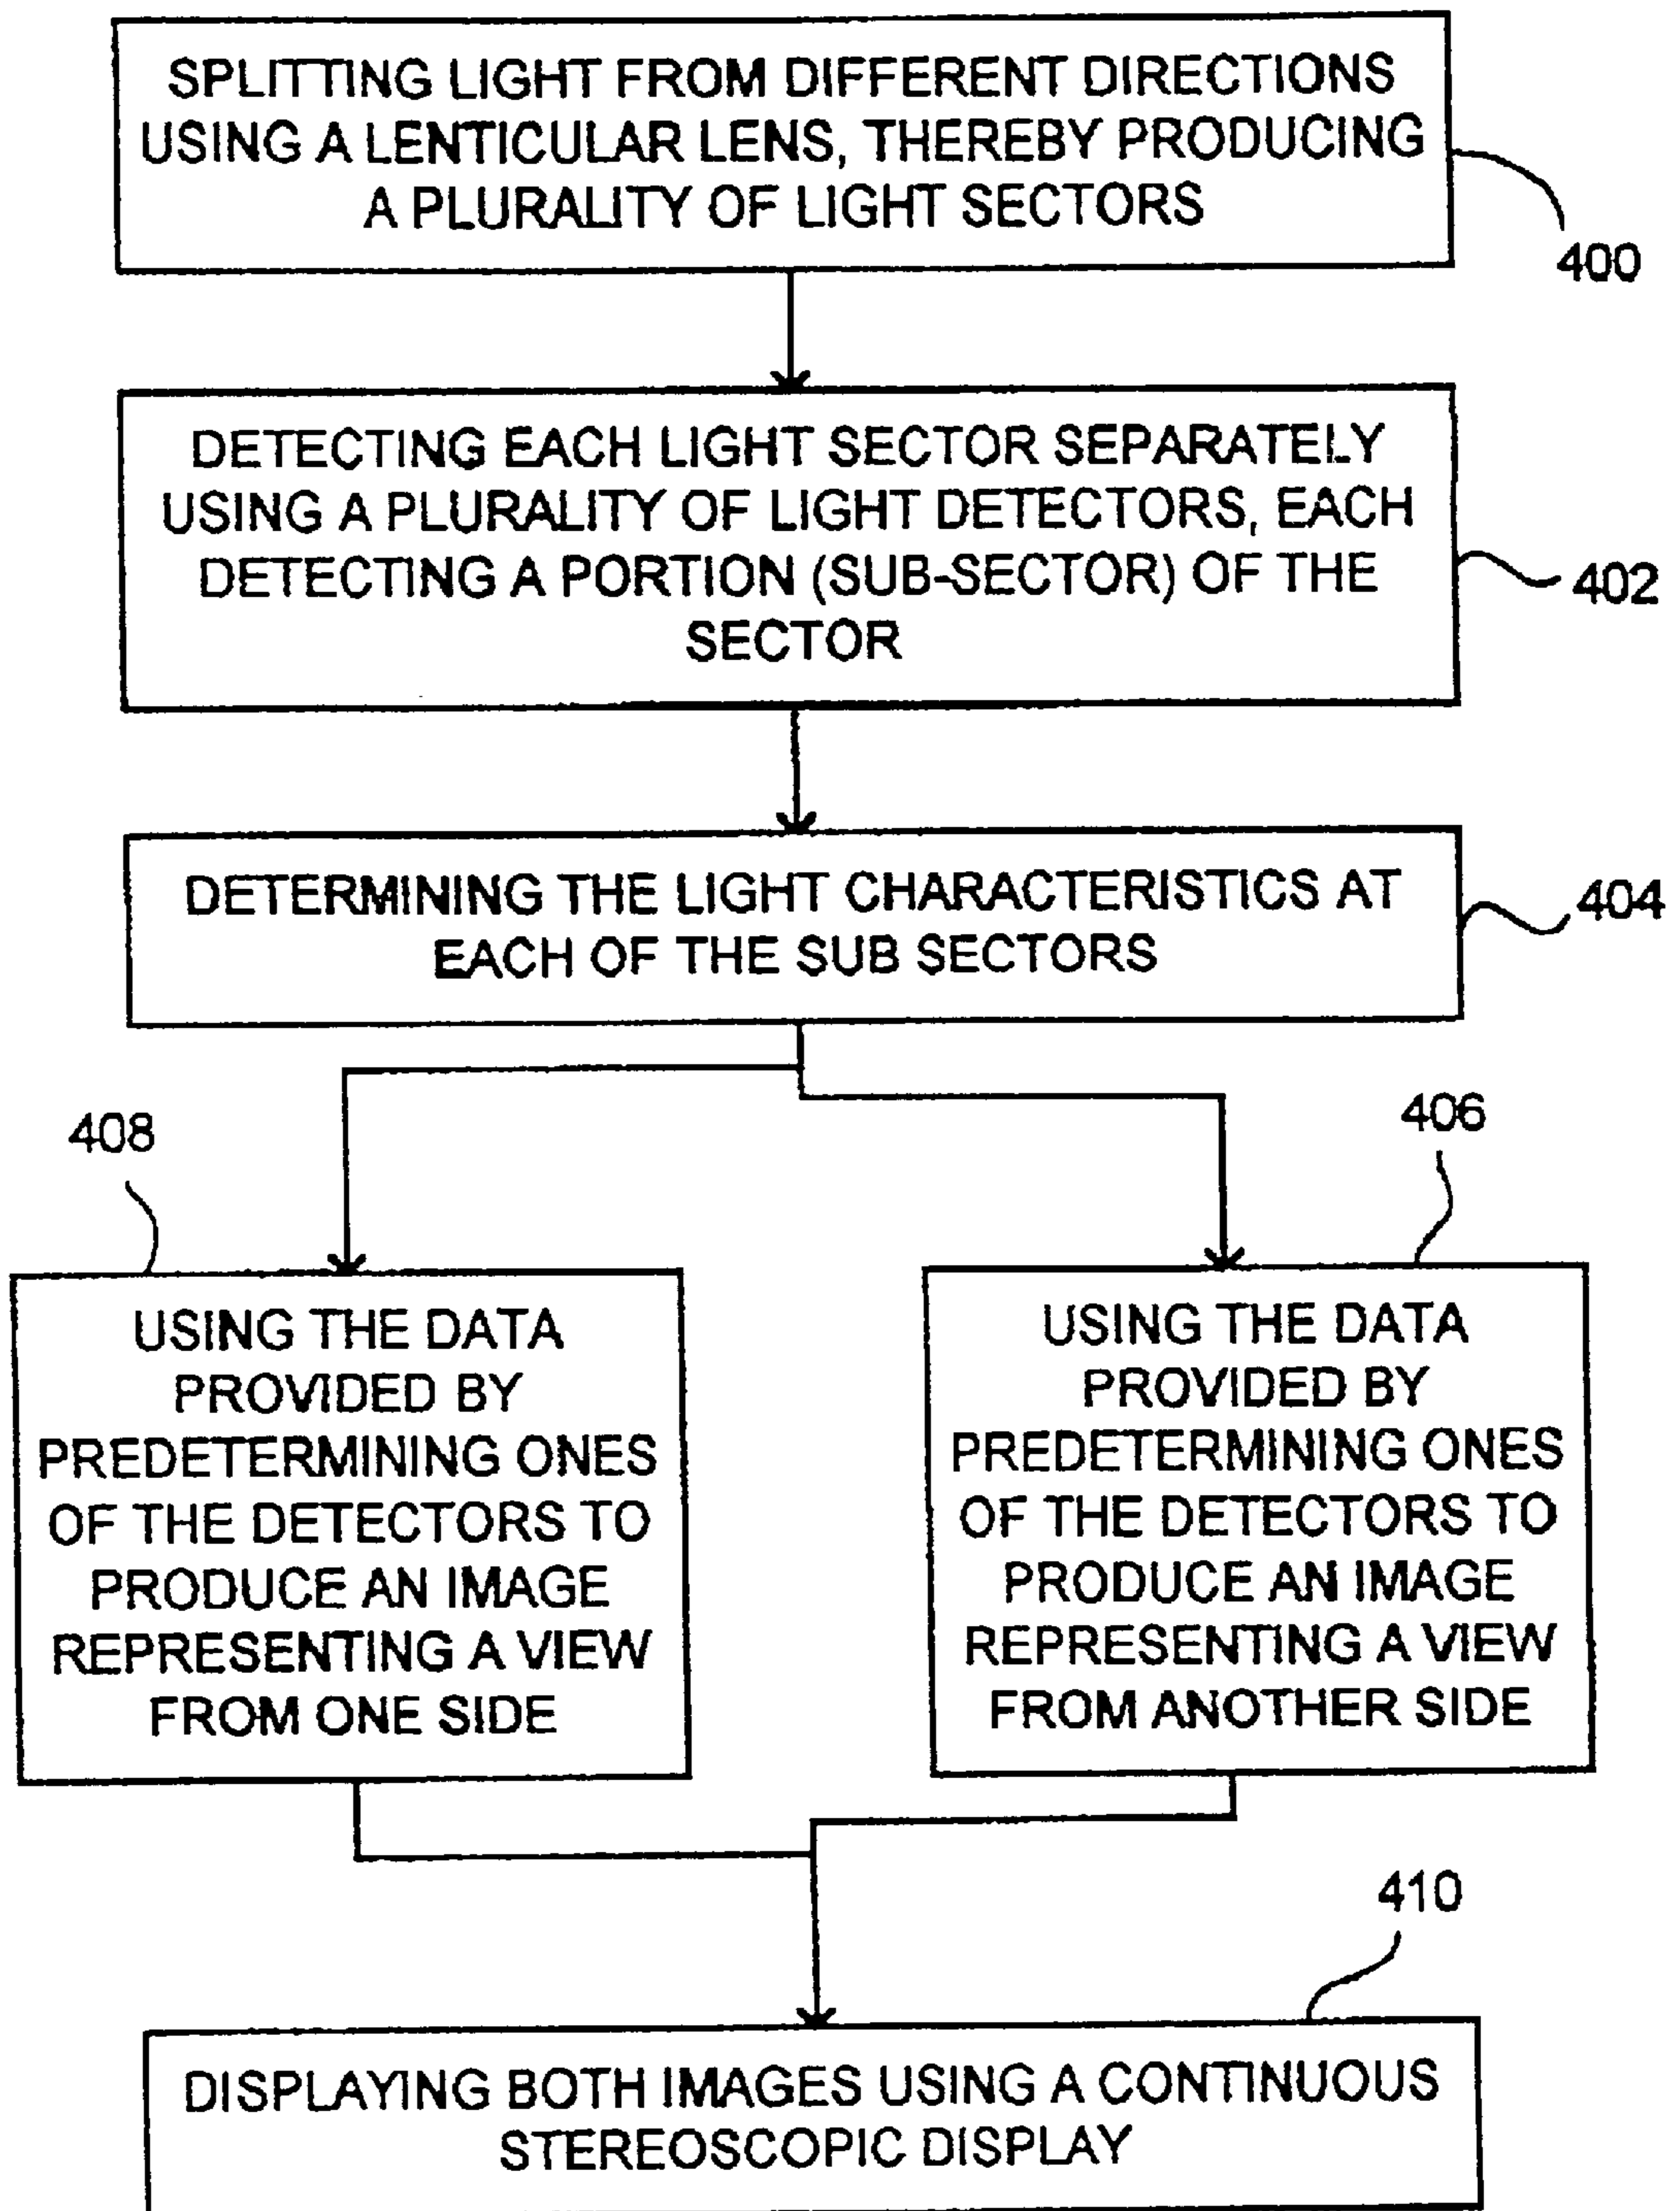 SPLITTING LIGHT FROM DIFFERENT DIRECTIONS
USING A LENTICULAR LENS, THEREBY PRODUCING
A PLURALITY OF LIGHT SECTORS
400
DETECTING EACH LIGHT SECTOR SEPARATELY
USING A PLURALITY OF LIGHT DETECTORS, EACH
DETECTING A PORTION (SUB-SECTOR) OF THE
SECTOR
402
DETERMINING THE LIGHT CHARACTERISTICS AT
EACH OF THE SUB SECTORS
404
408
USING THE DATA
PROVIDED BY
PREDETERMINING ONES
OF THE DETECTORS TO
PRODUCE AN IMAGE
REPRESENTING A VIEW
FROM ONE SIDE
406
USING THE DATA
PROVIDED BY
PREDETERMINING ONES
OF THE DETECTORS TO
PRODUCE AN IMAGE
REPRESENTING A VIEW
FROM ANOTHER SIDE
410
DISPLAYING BOTH IMAGES USING A CONTINUOUS
STEREOSCOPIC DISPLAY